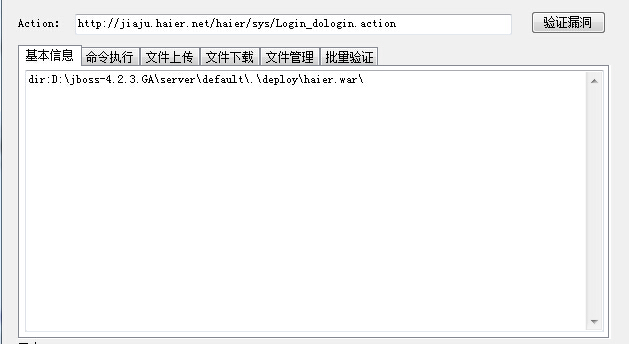 Action: http://jiaju.haier.net/haier/sys/Login_dologin.action 验证漏洞
基本信息 命令执行 文件上传 文件下载 文件管理 批量验证
dir:D:\jboss-4.2.3.GA\server\default\.\deploy\haier.war\